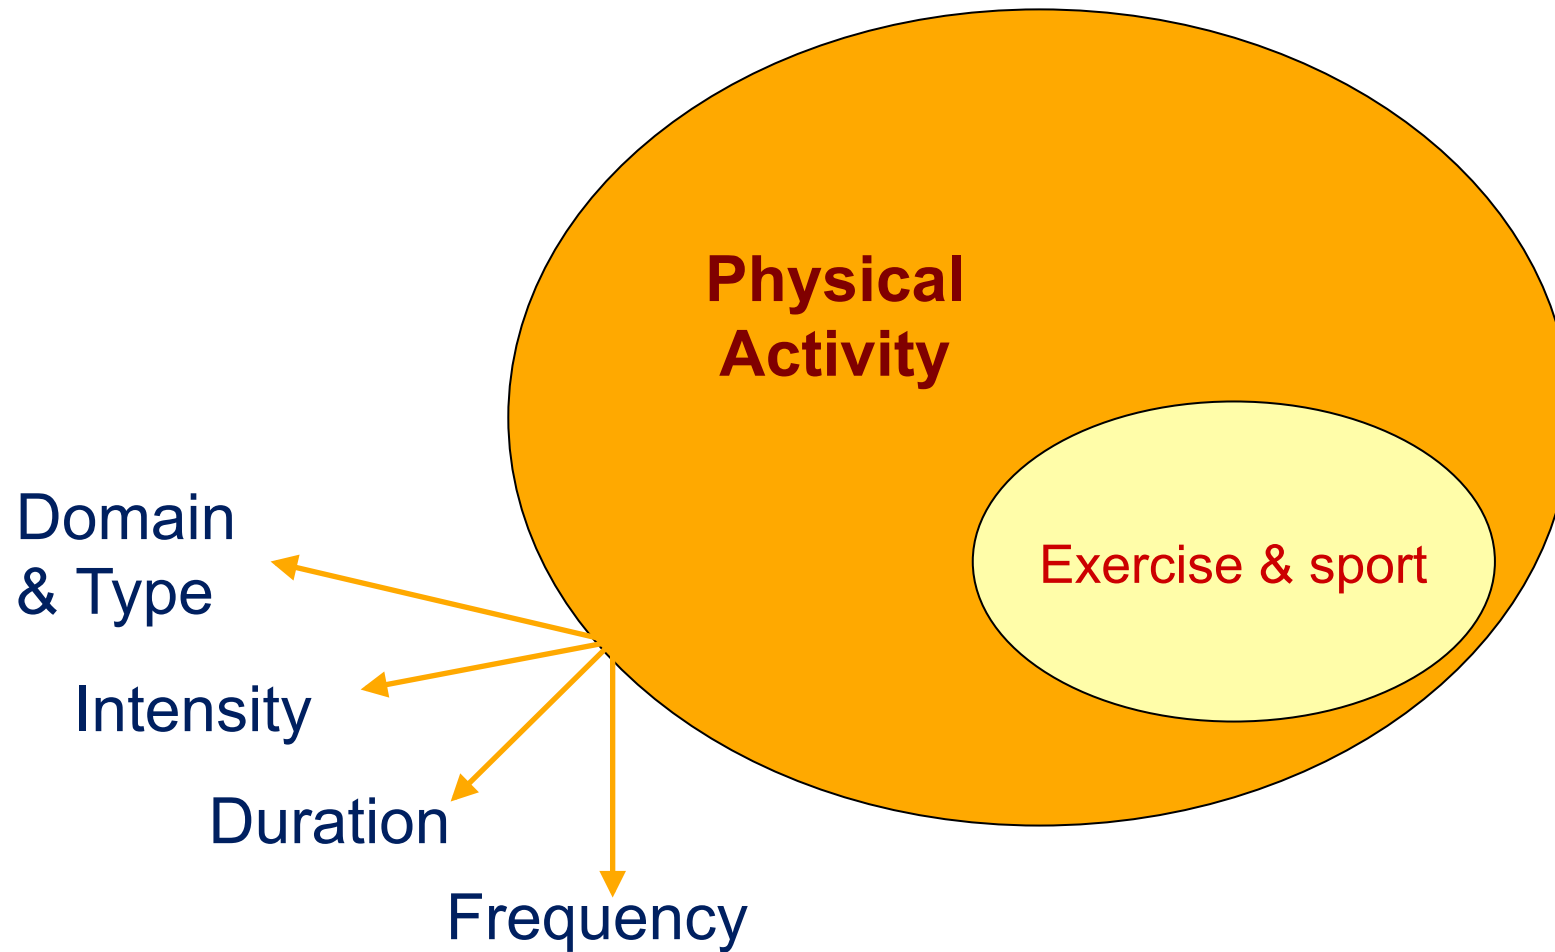 Physical
Activity
Exercise & sport
Domain
& Type
Intensity
Duration
Frequency